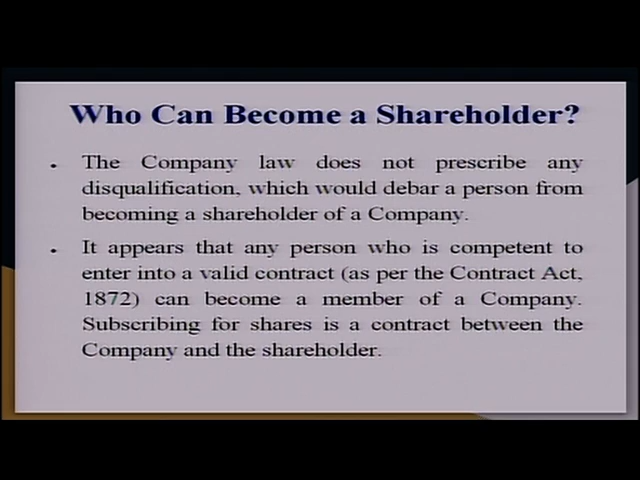 Who Can Become a Shareholder?
• The Company law does not prescribe any
disqualification, which would debar a person from
becoming a shareholder of a Company.
• It appears that any person who is competent to
enter into a valid contract (as per the Contract Act,
1872) can become a member of a Company.
Subscribing for shares is a contract between the
Company and the shareholder.